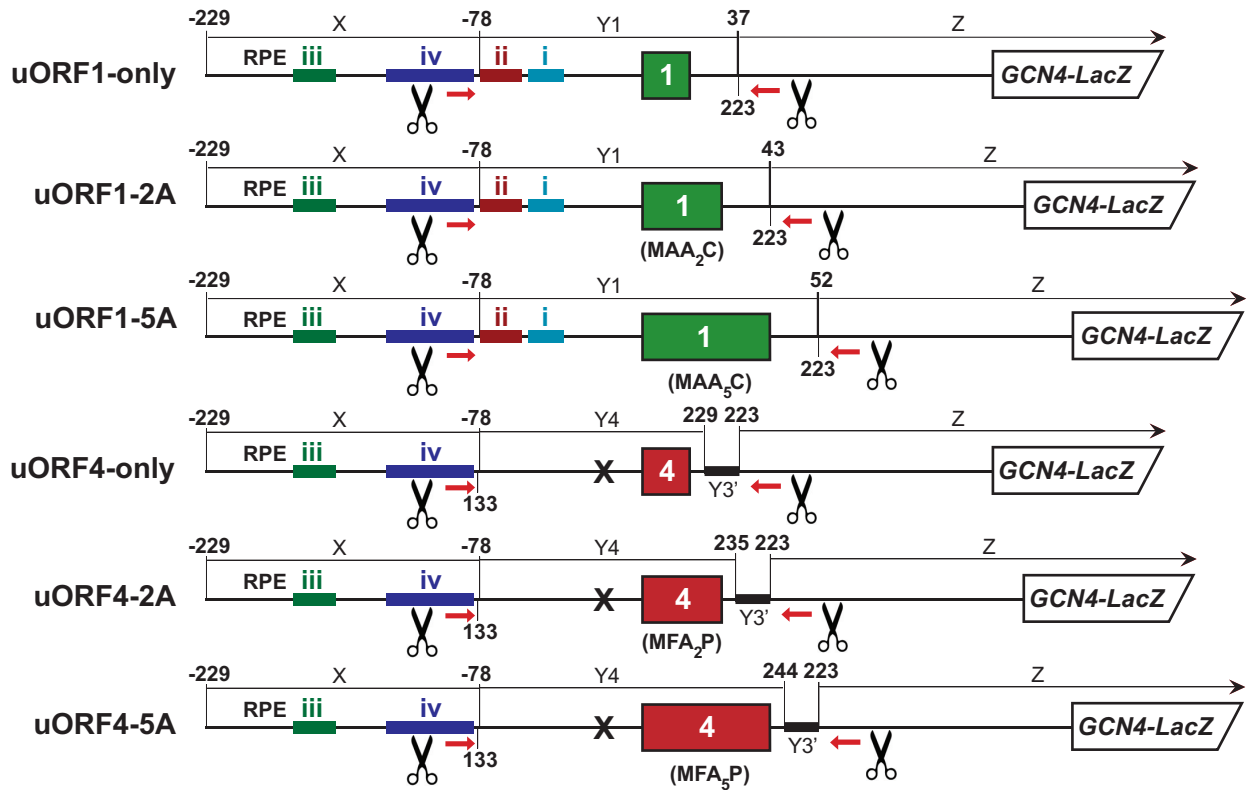 -229 X -78 Y1 37 Z
uORF1-only RPE iii iv ii i 1 GCN4-LacZ
223
-229 X -78 Y1 43 Z
uORF1-2A RPE iii iv ii i 1 GCN4-LacZ
(MAA2C) 223
-229 X -78 Y1 52 Z
uORF1-5A RPE iii iv ii i 1 GCN4-LacZ
(MAA5C) 223
-229 X -78 Y4 229 223 Z
uORF4-only RPE iii iv X 4 GCN4-LacZ
133 Y3'
-229 X -78 Y4 235 223 Z
uORF4-2A RPE iii iv X 4 GCN4-LacZ
133 (MFA2P) Y3'
-229 X -78 Y4 244 223 Z
uORF4-5A RPE iii iv X 4 GCN4-LacZ
133 (MFA5P) Y3'